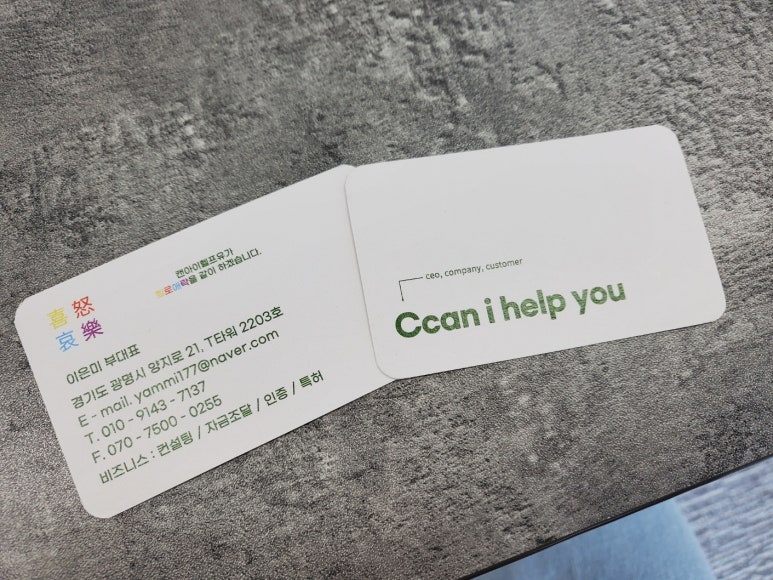 캔아이헬프유가
희로애락을 같이 하겠습니다.
喜怒
哀樂
이은미 부대표
경기도 광명시 양지로 21, T타워 2203호
E - mail. yammi177@naver.com
T. 010 - 9143 - 7137
F. 070 - 7500 - 0255
비즈니스 : 컨설팅 / 자금조달 / 인증 / 특허
ceo, company, customer
Ccan i help you